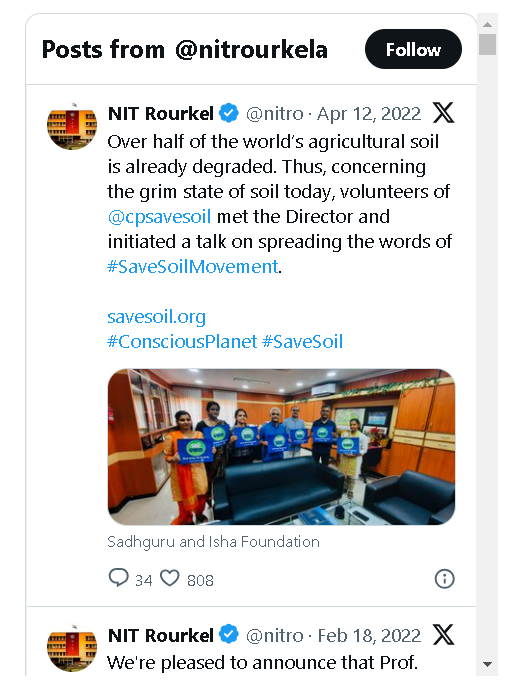 Posts from @nitrourkela
Follow
NIT Rourkel @nitro · Apr 12, 2022
Over half of the world's agricultural soil
is already degraded. Thus, concerning
the grim state of soil today, volunteers of
@cpsavesoil met the Director and
initiated a talk on spreading the words of
#SaveSoilMovement.
savesoil.org
#ConsciousPlanet #SaveSoil
Sadhguru and Isha Foundation
34 808
NIT Rourkel @nitro · Feb 18, 2022
We're pleased to announce that Prof.